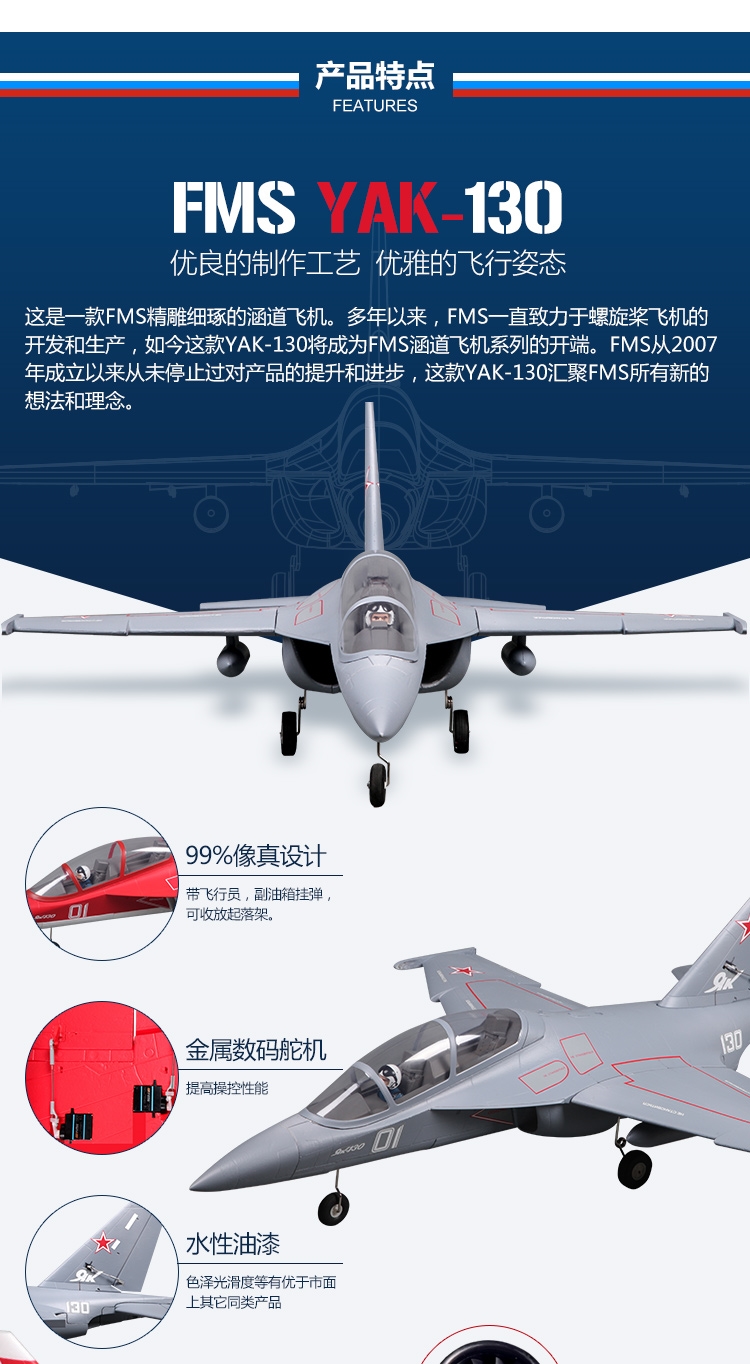 产品特点
FEATURES
FMS YAK-130
优良的制作工艺 优雅的飞行姿态
这是一款FMS精雕细琢的涵道飞机。多年以来，FMS一直致力于螺旋桨飞机的
开发和生产，如今这款YAK-130将成为FMS涵道飞机系列的开端。FMS从2007
年成立以来从未停止过对产品的提升和进步，这款YAK-130汇聚FMS所有新的
想法和理念。
99%像真设计
带飞行员，副油箱挂弹，
可收放起落架。
01
金属数码舵机
提高操控性能
ЯК
130
01
水性油漆
色泽光滑度等有优于市面
上其它同类产品
ЯК
130